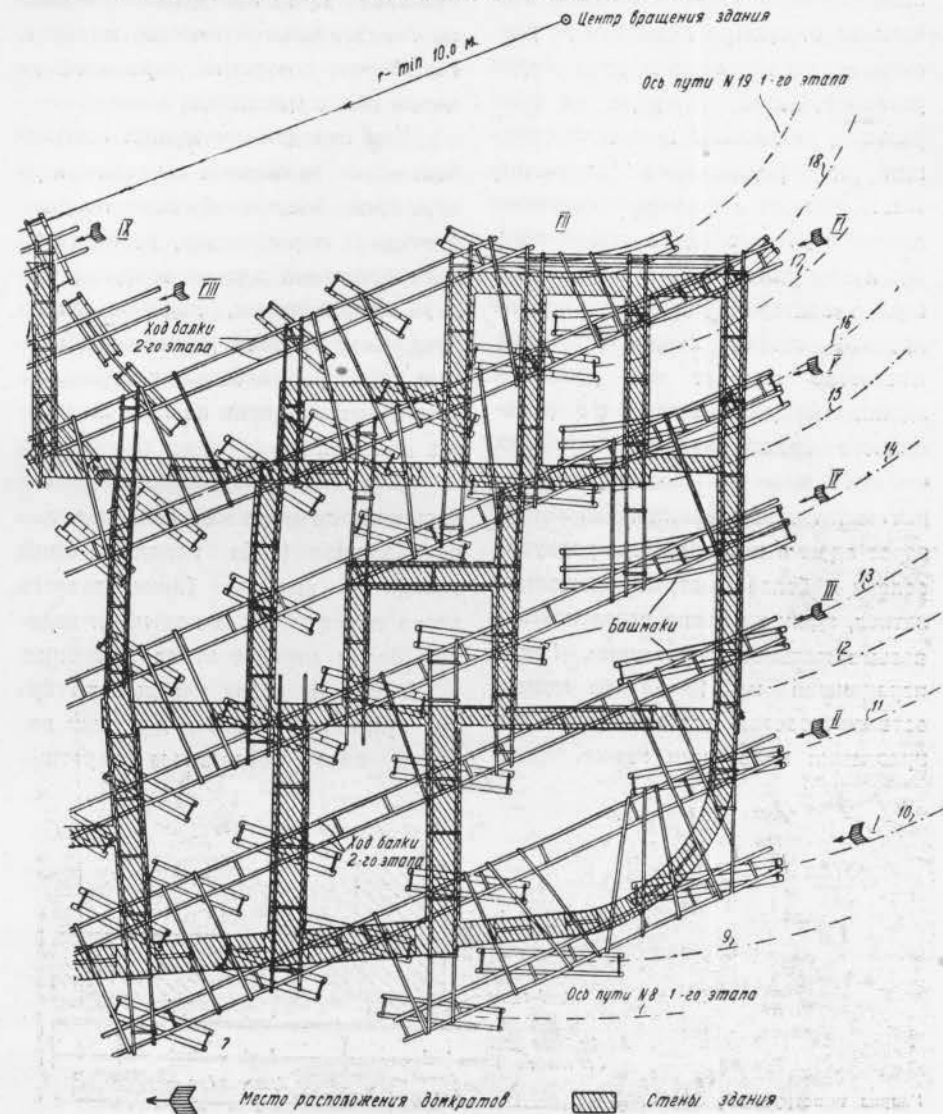 Центр вращения здания
r- min 10.0 м.
Ось пути N 19 1-го этапа
18,
IX
VII
VI
17,
VIII
Ход балки
2-го этапа
16
V
15
14
IV
13
III
Башмаки
12
11
II
Ход балки
2-го этапа
I
10,
9,
Ось пути N 8 1-го этапа
7
Место расположения домкратов
Стены здания